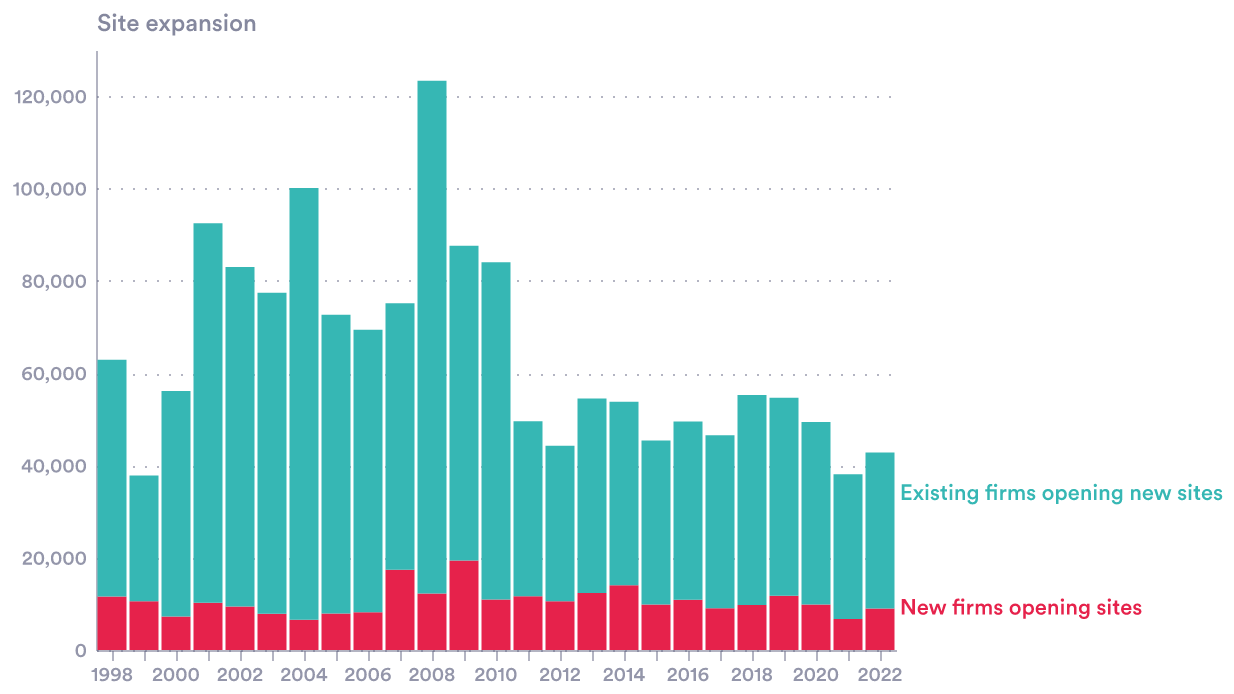 Site expansion
120,000
100,000
80,000
60,000
40,000
Existing firms opening new sites
20,000
New firms opening sites
0
1998 2000 2002 2004 2006 2008 2010 2012 2014 2016 2018 2020 2022